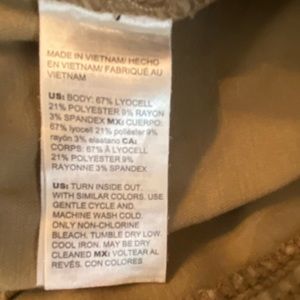 MADE IN VIETNAM/ HECHO
EN VIETNAM/ FABRIQUÉ AU
VIETNAM
US: BODY: 67% LYOCELL
21% POLYESTER 9% RAYON
3% SPANDEX MX: CUERPO:
67% lyocell 21% poliéster 9%
rayón 3% elastano CA:
CORPS: 67% À LYOCELL
21% POLYESTER 9%
RAYONNE 3% SPANDEX
US: TURN INSIDE OUT.
WITH SIMILAR COLORS. USE
GENTLE CYCLE AND.
MACHINE WASH COLD.
ONLY NON-CHLORINE
BLEACH. TUMBLE DRY LOW.
COOL IRON. MAY BE DRY
CLEANED MX: VOLTEAR AL
REVÉS. CON COLORES